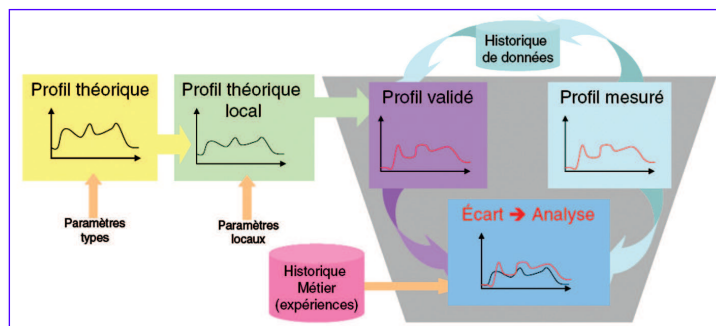 Profil théorique
Paramètres
types
Profil théorique
local
Paramètres
locaux
Historique
de données
Profil validé
Profil mesuré
Écart ➔ Analyse
Historique
Métier
(expériences)